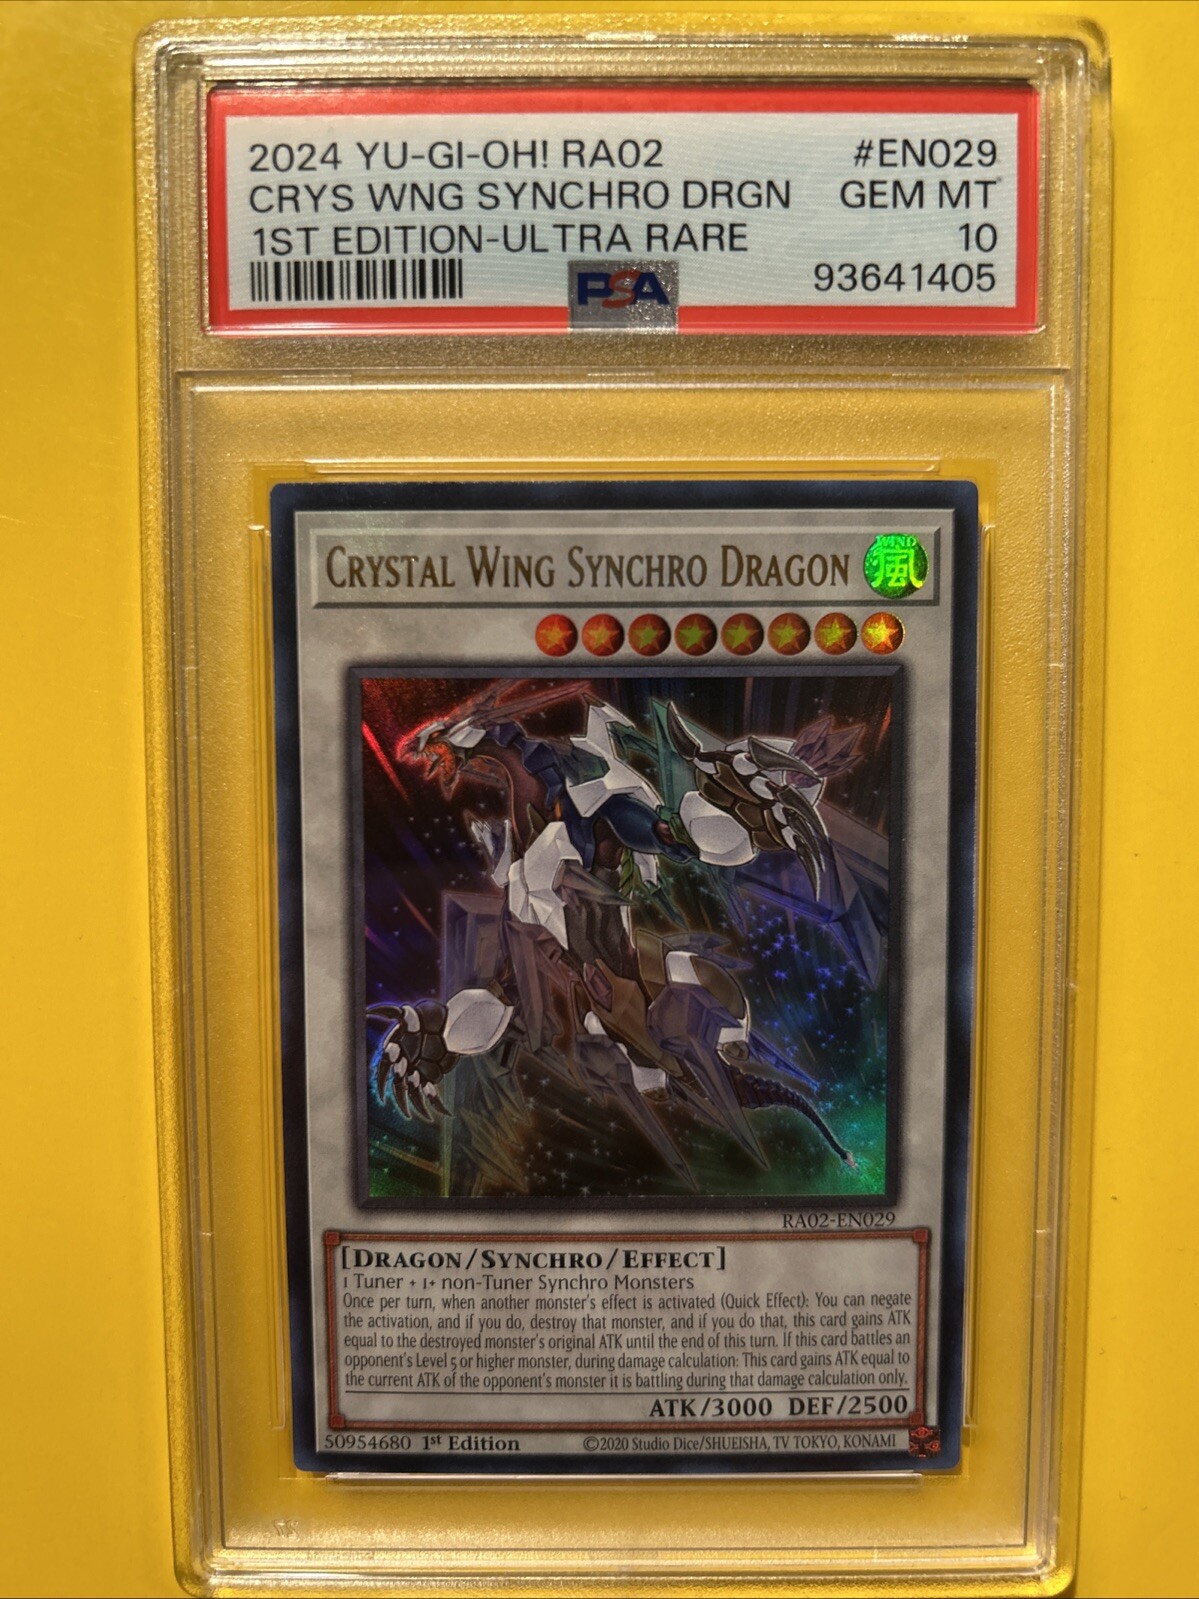 2024 YU-GI-OH! RA02 #EN029
CRYS WNG SYNCHRO DRGN GEM MT
1ST EDITION-ULTRA RARE 10
PSA 93641405
CRYSTAL WING SYNCHRO DRAGON
WIND
風
RA02-EN029
[DRAGON/SYNCHRO/EFFECT]
1 Tuner + 1+ non-Tuner Synchro Monsters
Once per turn, when another monster's effect is activated (Quick Effect): You can negate
the activation, and if you do, destroy that monster, and if you do that, this card gains ATK
equal to the destroyed monster's original ATK until the end of this turn. If this card battles an
opponent's Level 5 or higher monster, during damage calculation: This card gains ATK equal to
the current ATK of the opponent's monster it is battling during that damage calculation only.
ATK/3000 DEF/2500
50954680 1st Edition ©2020 Studio Dice/SHUEISHA, TV TOKYO, KONAMI